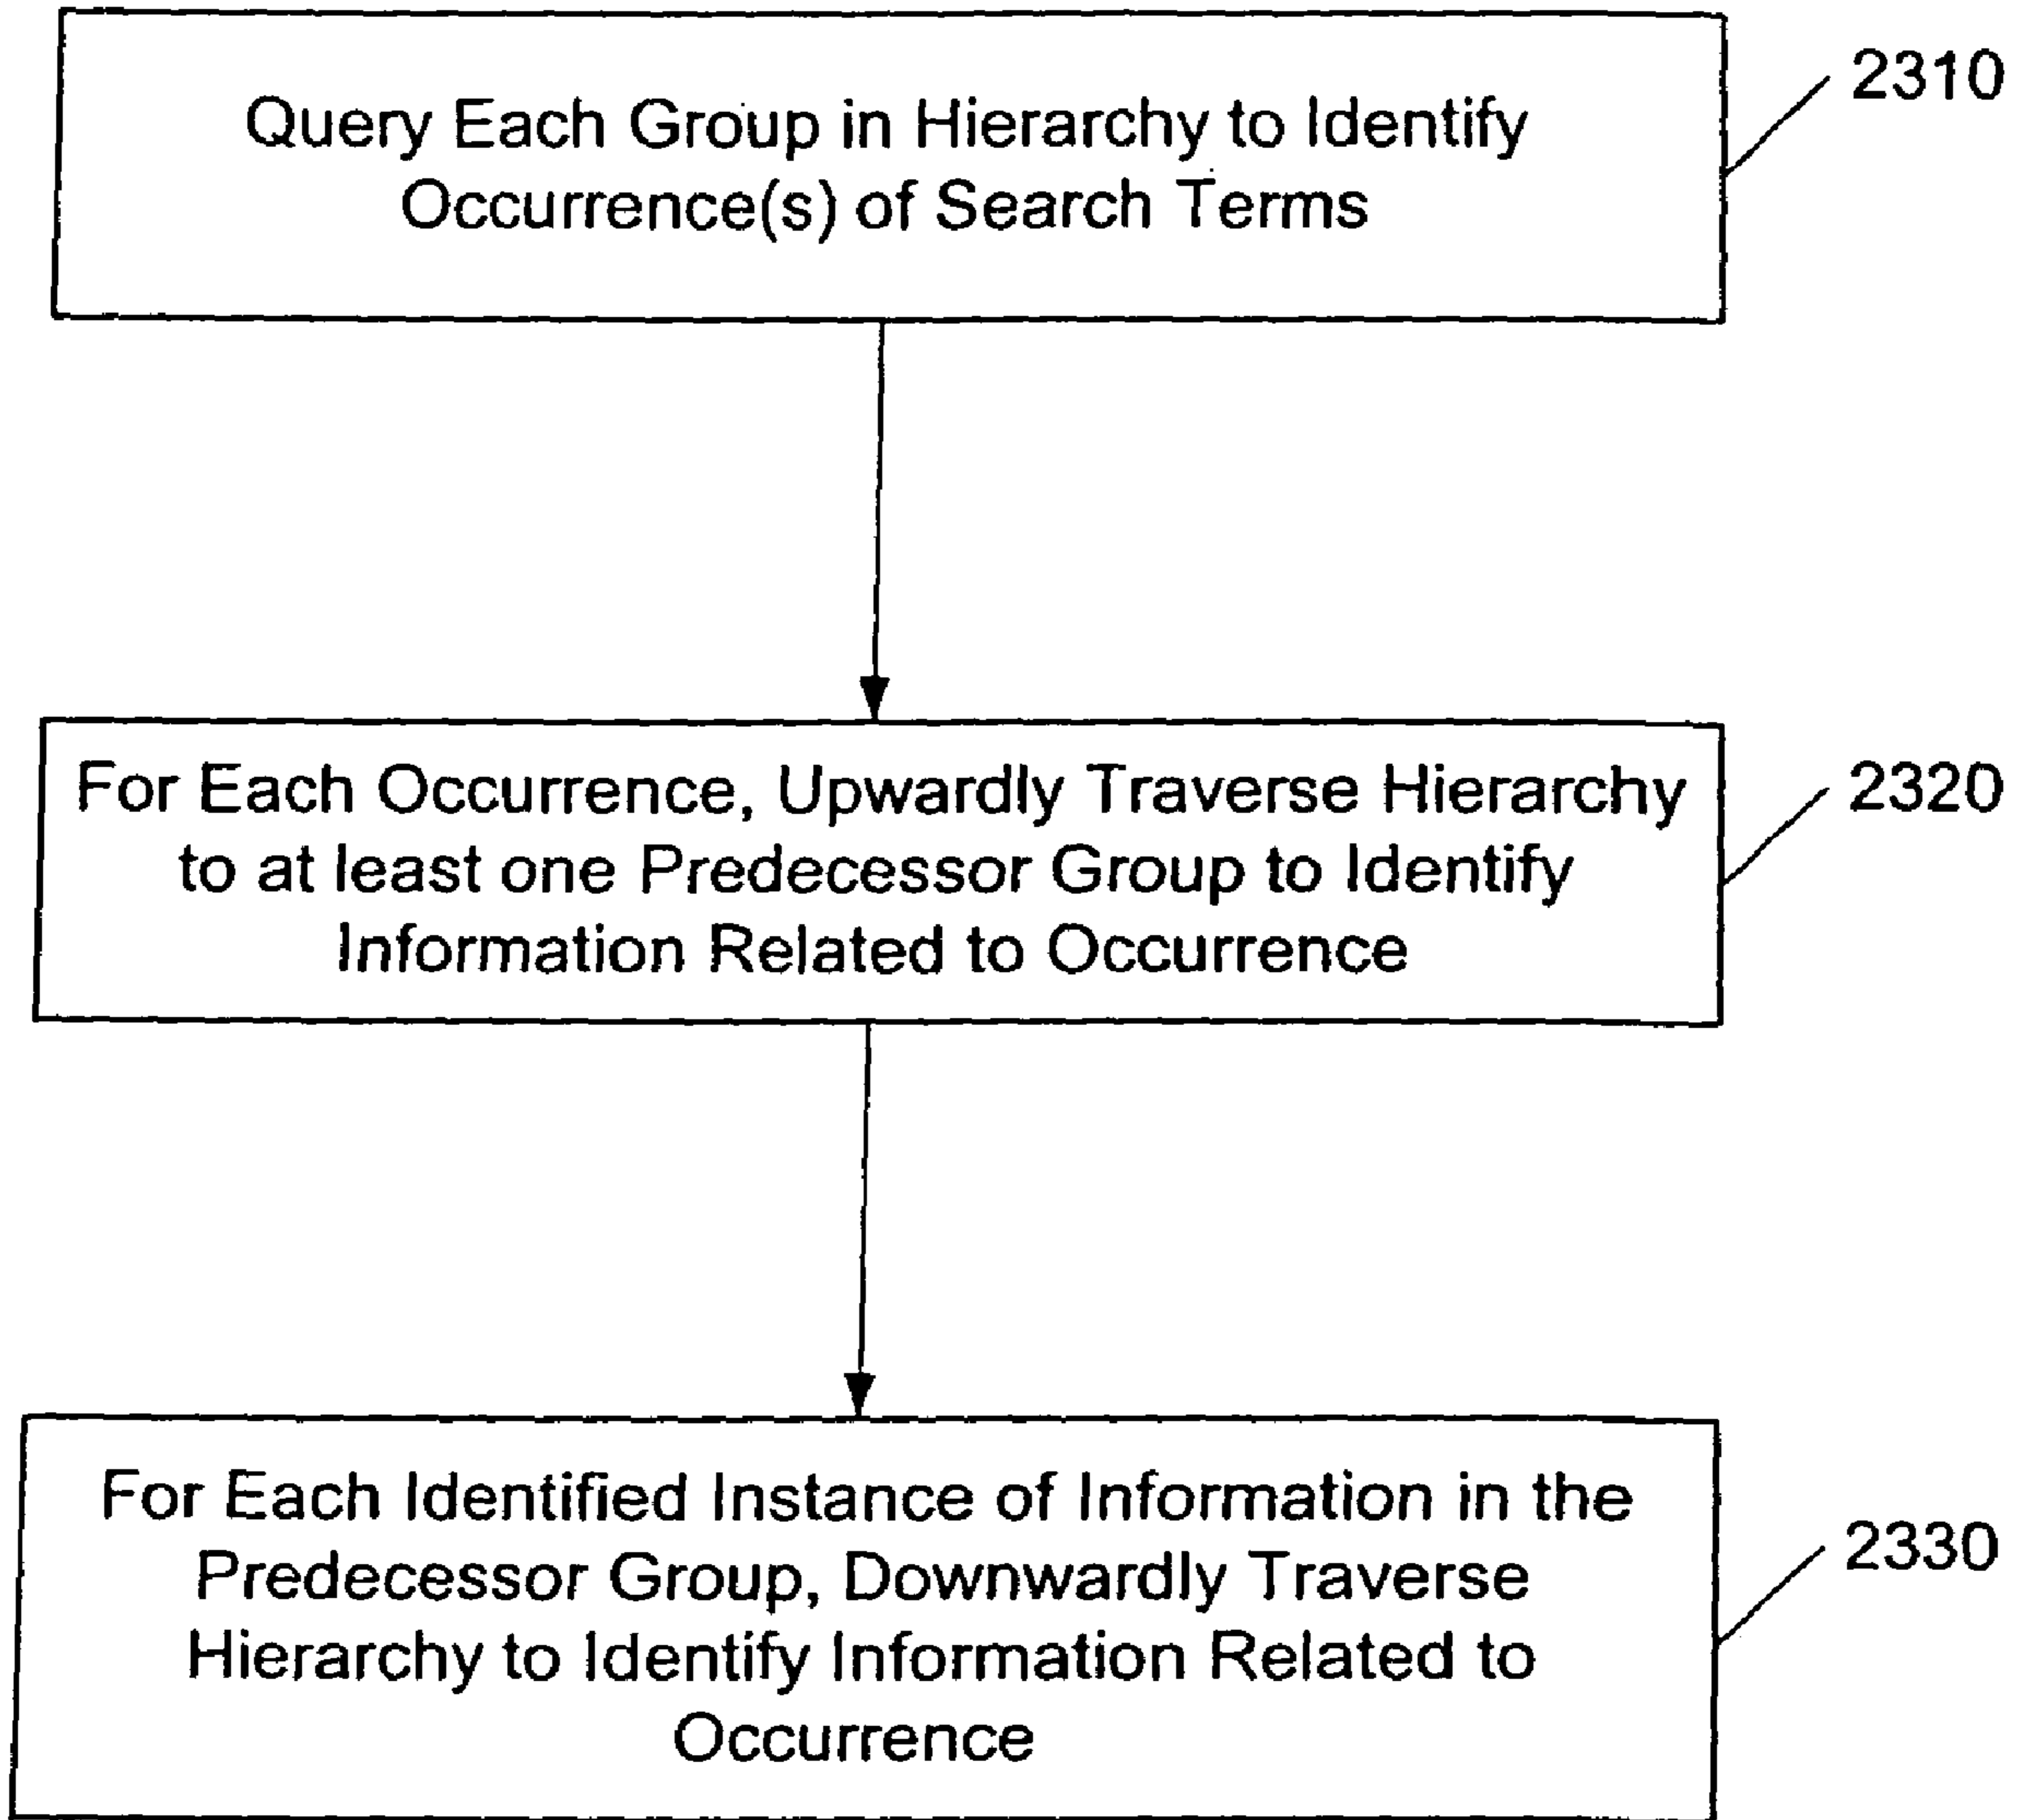 Query Each Group in Hierarchy to Identify
Occurrence(s) of Search Terms
2310
For Each Occurrence, Upwardly Traverse Hierarchy
to at least one Predecessor Group to Identify
Information Related to Occurrence
2320
For Each Identified Instance of Information in the
Predecessor Group, Downwardly Traverse
Hierarchy to Identify Information Related to
Occurrence
2330